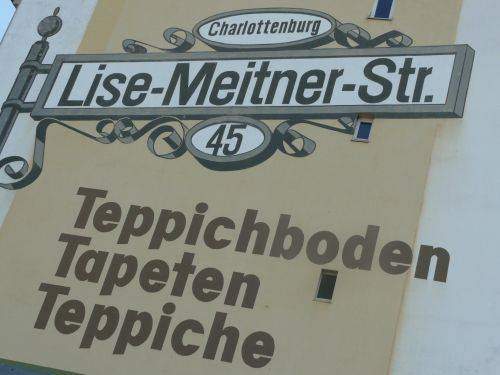 Charlottenburg
Lise-Meitner-Str.
45
Teppichboden
Tapeten
Teppiche